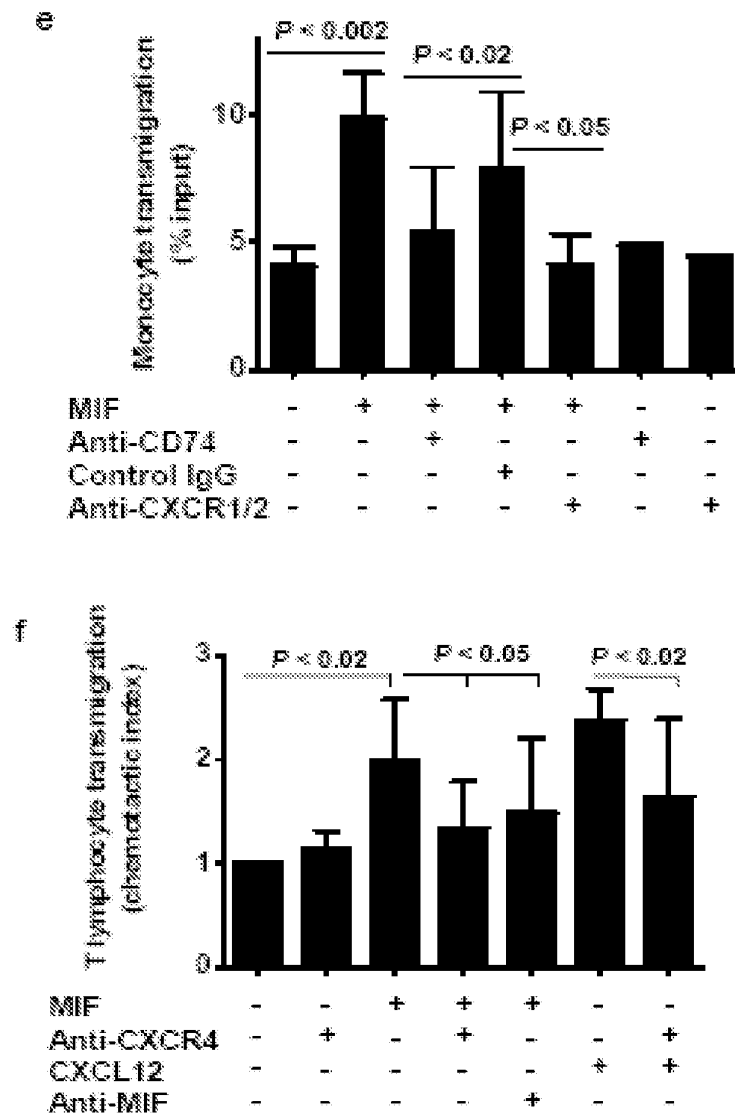 e
P < 0.002
P < 0.02
P < 0.05
Monocyte transmigration
(% input)
10
5
0
MIF - + + + + - -
Anti-CD74 - - + - - + -
Control IgG - - - + - - -
Anti-CXCR1/2 - - - - + - +
f
P < 0.02
P < 0.05
P < 0.02
T lymphocyte transmigration
(chemotactic index)
3
2
1
0
MIF - - + + + - -
Anti-CXCR4 - + - + - - +
CXCL12 - - - - - + +
Anti-MIF - - - - + - -